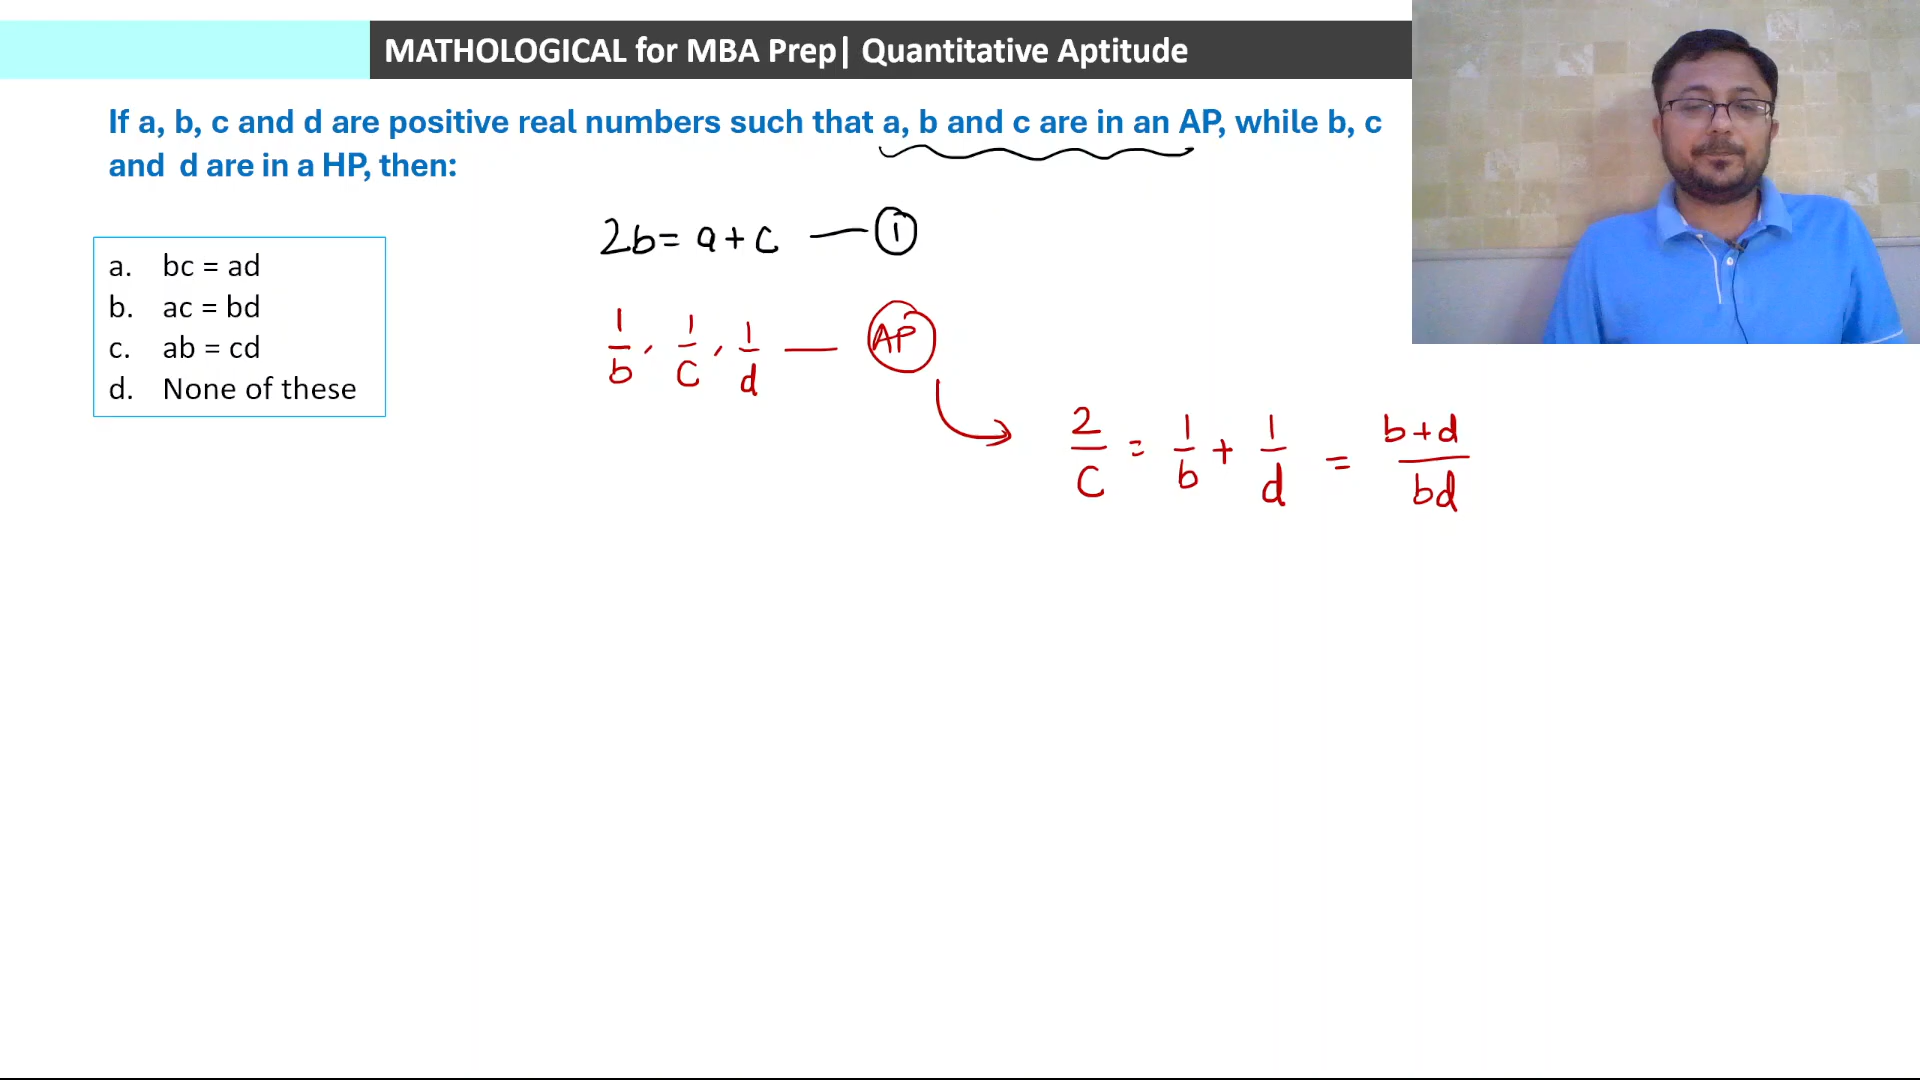 MATHOLOGICAL for MBA Prep| Quantitative Aptitude
If a, b, c and d are positive real numbers such that a, b and c are in an AP, while b, c
and d are in a HP, then:
a. bc = ad
b. ac = bd
c. ab = cd
d. None of these
2b = a + c — ①
1/b, 1/c, 1/d — AP
2/c = 1/b + 1/d = b+d/bd